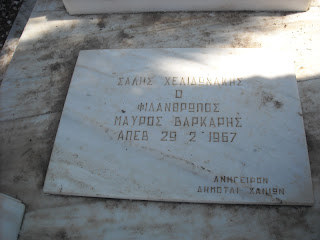 ΣΑΛΗΣ ΧΕΛΙΔΟΝΑΚΗΣ
Ο
ΦΙΛΑΝΘΡΩΠΟΣ
ΜΑΥΡΟΣ ΒΑΡΚΑΡΗΣ
ΑΠΕΒ 29 2 1967
ΑΝΗΓΕΙΡΟΝ
ΔΗΜΟΤΑΙ ΧΑΝΙΩΝ